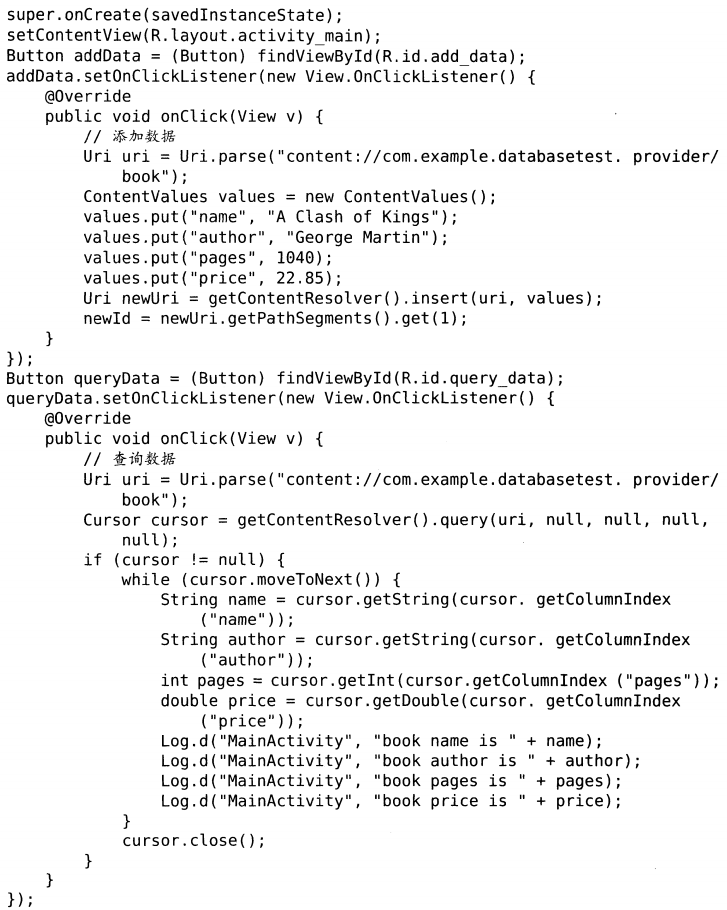 super.onCreate(savedInstanceState);
setContentView(R.layout.activity_main);
Button addData = (Button) findViewById(R.id.add_data);
addData.setOnClickListener(new View.OnClickListener() {
    @Override
    public void onClick(View v) {
        // 添加数据
        Uri uri = Uri.parse("content://com.example.databasetest. provider/
            book");
        ContentValues values = new ContentValues();
        values.put("name", "A Clash of Kings");
        values.put("author", "George Martin");
        values.put("pages", 1040);
        values.put("price", 22.85);
        Uri newUri = getContentResolver().insert(uri, values);
        newId = newUri.getPathSegments().get(1);
    }
});
Button queryData = (Button) findViewById(R.id.query_data);
queryData.setOnClickListener(new View.OnClickListener() {
    @Override
    public void onClick(View v) {
        // 查询数据
        Uri uri = Uri.parse("content://com.example.databasetest. provider/
            book");
        Cursor cursor = getContentResolver().query(uri, null, null, null,
            null);
        if (cursor != null) {
            while (cursor.moveToNext()) {
                String name = cursor.getString(cursor. getColumnIndex
                    ("name"));
                String author = cursor.getString(cursor. getColumnIndex
                    ("author"));
                int pages = cursor.getInt(cursor.getColumnIndex ("pages"));
                double price = cursor.getDouble(cursor. getColumnIndex
                    ("price"));
                Log.d("MainActivity", "book name is " + name);
                Log.d("MainActivity", "book author is " + author);
                Log.d("MainActivity", "book pages is " + pages);
                Log.d("MainActivity", "book price is " + price);
            }
            cursor.close();
        }
    }
});